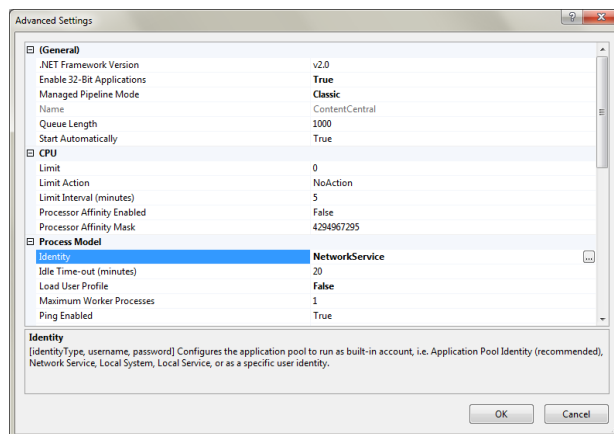 Advanced Settings
(General)
.NET Framework Version v2.0
Enable 32-Bit Applications True
Managed Pipeline Mode Classic
Name ContentCentral
Queue Length 1000
Start Automatically True
CPU
Limit 0
Limit Action NoAction
Limit Interval (minutes) 5
Processor Affinity Enabled False
Processor Affinity Mask 4294967295
Process Model
Identity NetworkService ...
Idle Time-out (minutes) 20
Load User Profile False
Maximum Worker Processes 1
Ping Enabled True
Identity
[identityType, username, password] Configures the application pool to run as built-in account, i.e. Application Pool Identity (recommended),
Network Service, Local System, Local Service, or as a specific user identity.
OK Cancel